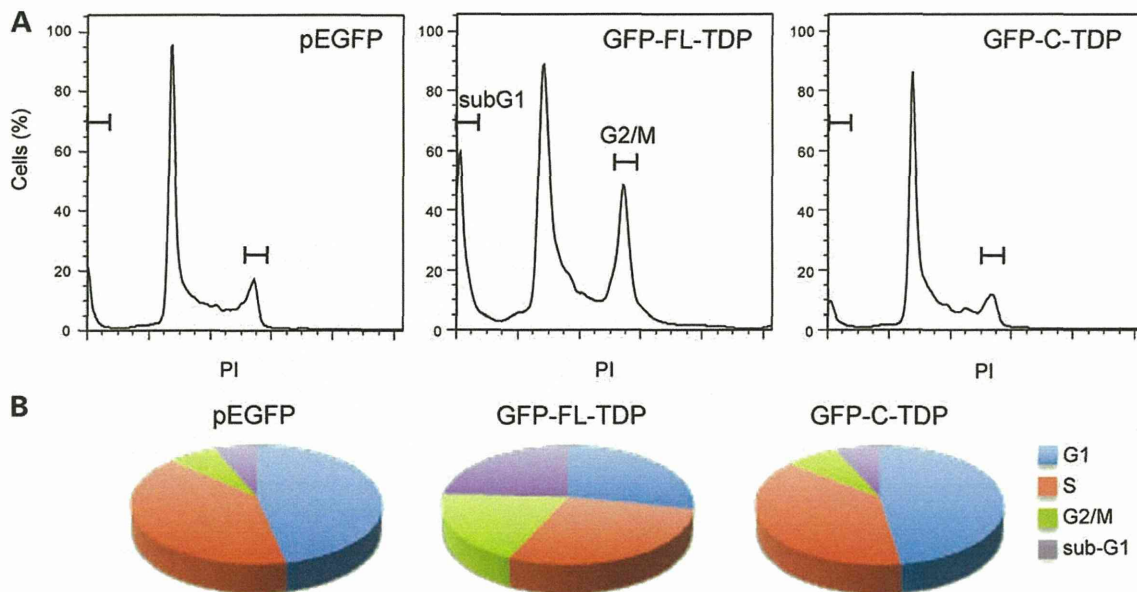 A
pEGFP
GFP-FL-TDP
GFP-C-TDP
Cells (%)
100
80
60
40
20
0
PI
100
80
60
40
20
0
subG1
G2/M
PI
100
80
60
40
20
0
PI
B
pEGFP
GFP-FL-TDP
GFP-C-TDP
G1
S
G2/M
sub-G1